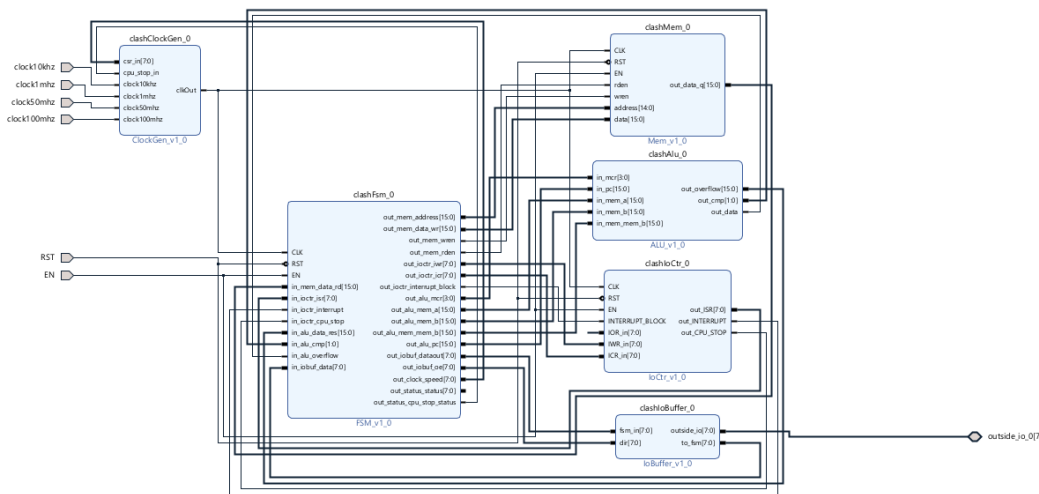 clashClockGen_0
csr_in[7:0]
cpu_stop_in
clock10khz
clock1mhz
clock50mhz
clock100mhz
clkOut
ClockGen_v1_0
clock10khz
clock1mhz
clock50mhz
clock100mhz
RST
EN
clashFsm_0
CLK
RST
EN
in_mem_data_rd[15:0]
in_ioctr_isr[7:0]
in_ioctr_interrupt
in_ioctr_cpu_stop
in_alu_data_res[15:0]
in_alu_cmp[1:0]
in_alu_overflow
in_iobuf_data[7:0]
out_mem_address[15:0]
out_mem_data_wr[15:0]
out_mem_wren
out_mem_rden
out_ioctr_iwr[7:0]
out_ioctr_icr[7:0]
out_ioctr_interrupt_block
out_alu_mcr[3:0]
out_alu_mem_a[15:0]
out_alu_mem_b[15:0]
out_alu_mem_mem_b[15:0]
out_alu_pc[15:0]
out_iobuf_dataout[7:0]
out_iobuf_oe[7:0]
out_clock_speed[7:0]
out_status_status[7:0]
out_status_cpu_stop_status
FSM_v1_0
clashMem_0
CLK
RST
EN
rden
wren
address[14:0]
data[15:0]
out_data_q[15:0]
Mem_v1_0
clashAlu_0
in_mcr[3:0]
in_pc[15:0]
in_mem_a[15:0]
in_mem_b[15:0]
in_mem_mem_b[15:0]
out_overflow[15:0]
out_cmp[1:0]
out_data
ALU_v1_0
clashIoCtr_0
CLK
RST
EN
INTERRUPT_BLOCK
IOR_in[7:0]
IWR_in[7:0]
ICR_in[7:0]
out_ISR[7:0]
out_INTERRUPT
out_CPU_STOP
IoCtr_v1_0
clashIoBuffer_0
fsm_in[7:0]
dir[7:0]
outside_io[7:0]
to_fsm[7:0]
IoBuffer_v1_0
outside_io_0[7